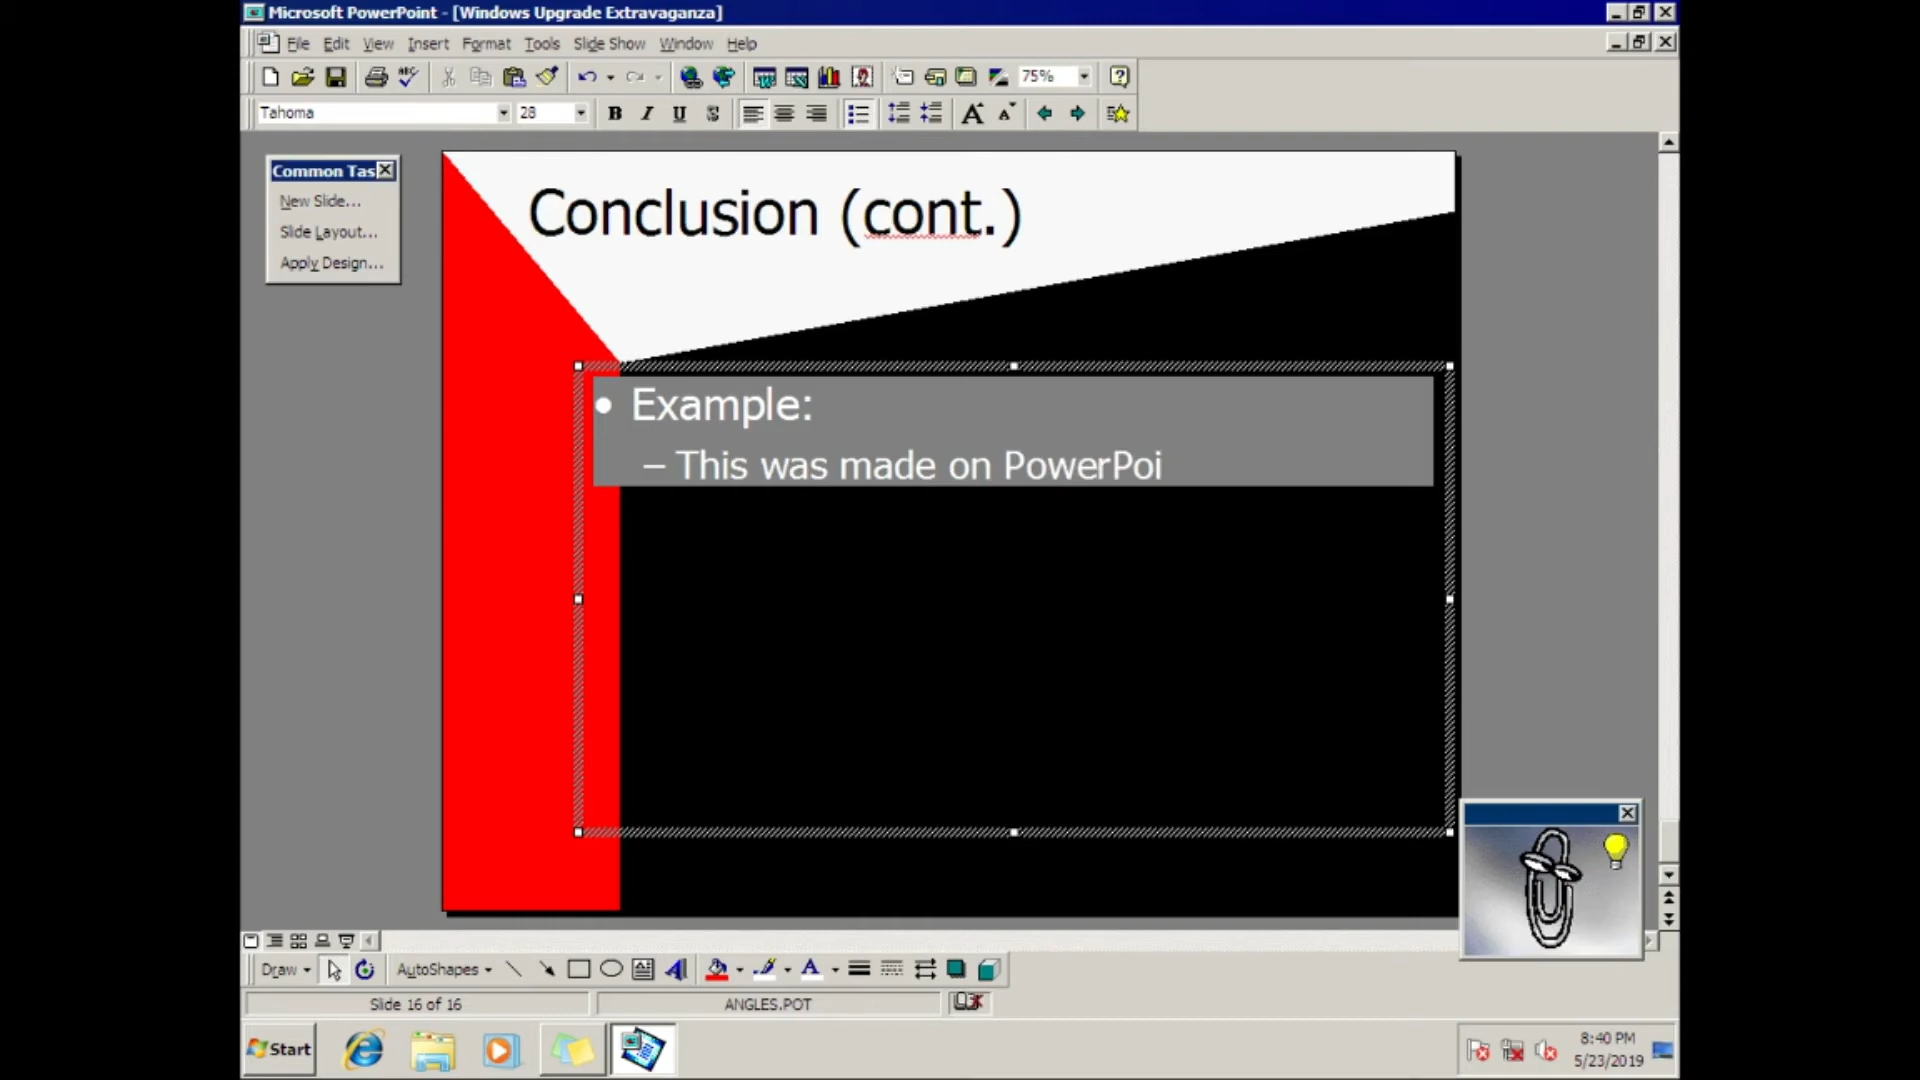 Microsoft PowerPoint - [Windows Upgrade Extravaganza]
File Edit View Insert Format Tools Slide Show Window Help
ABC
75%
Tahoma 28 B I U S A A
Common Tas
New Slide...
Slide Layout...
Apply Design...
Conclusion (cont.)
• Example:
– This was made on PowerPoi
Draw AutoShapes A A
Slide 16 of 16 ANGLES.POT
Start
8:40 PM
5/23/2019